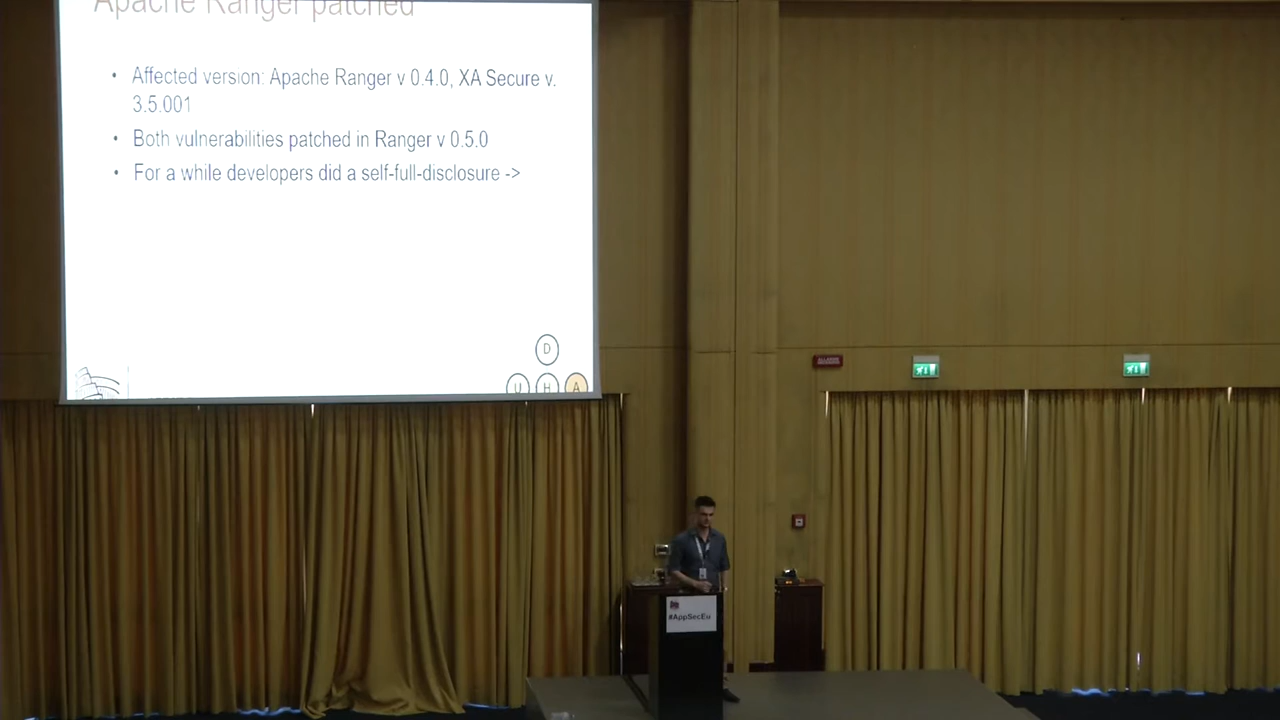 Apache Ranger patched
• Affected version: Apache Ranger v 0.4.0, XA Secure v.
3.5.001
• Both vulnerabilities patched in Ranger v 0.5.0
• For a while developers did a self-full-disclosure ->
D
U H A
#AppSecEu